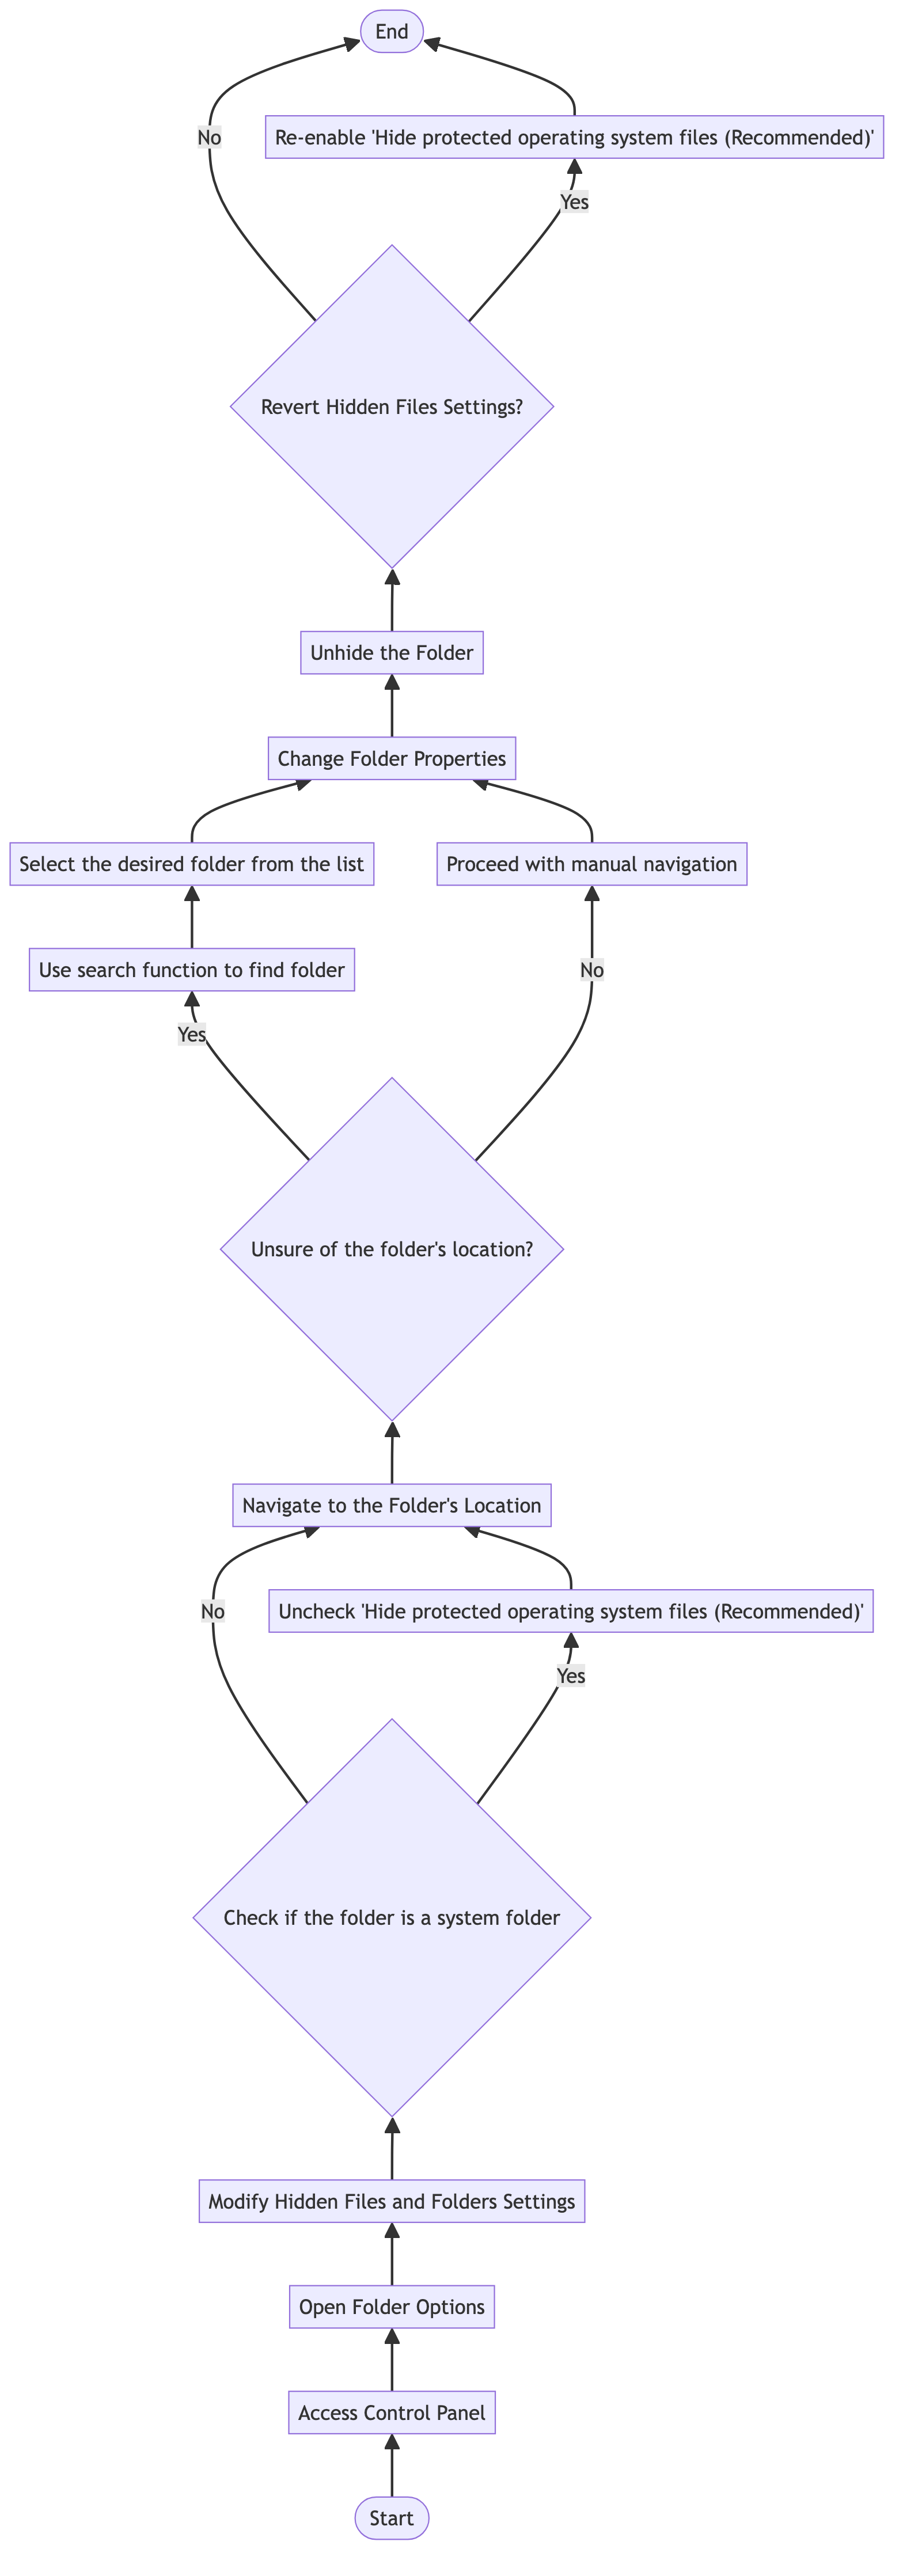 End
No
Re-enable 'Hide protected operating system files (Recommended)'
Yes
Revert Hidden Files Settings?
Unhide the Folder
Change Folder Properties
Select the desired folder from the list
Proceed with manual navigation
Use search function to find folder
No
Yes
Unsure of the folder's location?
Navigate to the Folder's Location
No
Uncheck 'Hide protected operating system files (Recommended)'
Yes
Check if the folder is a system folder
Modify Hidden Files and Folders Settings
Open Folder Options
Access Control Panel
Start